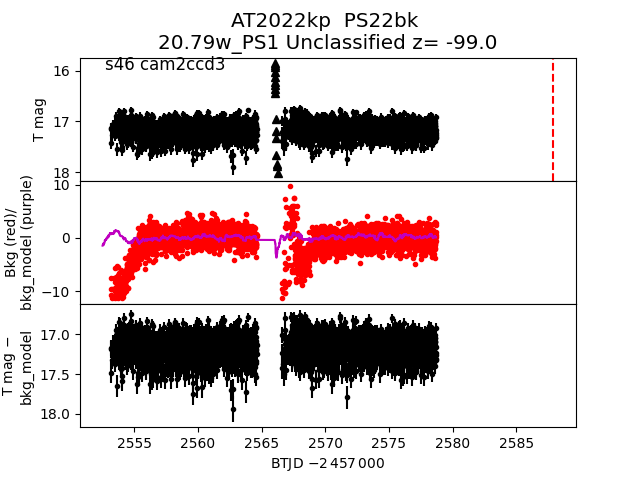 AT2022kp  PS22bk
20.79w_PS1 Unclassified z= -99.0
s46 cam2ccd3
16
17
18
T mag
10
0
−10
Bkg (red)/
bkg_model (purple)
17.0
17.5
18.0
T mag −
bkg_model
2555 2560 2565 2570 2575 2580 2585
BTJD −2 457 000